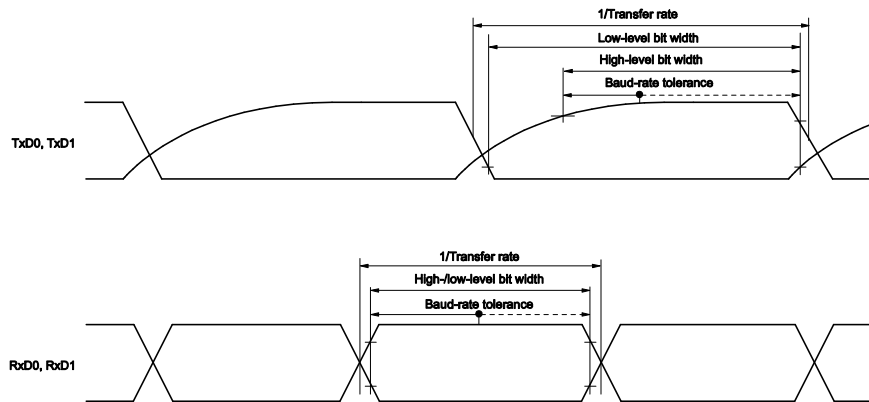 1/Transfer rate
Low-level bit width
High-level bit width
Baud-rate tolerance
TxD0, TxD1
1/Transfer rate
High-/low-level bit width
Baud-rate tolerance
RxD0, RxD1